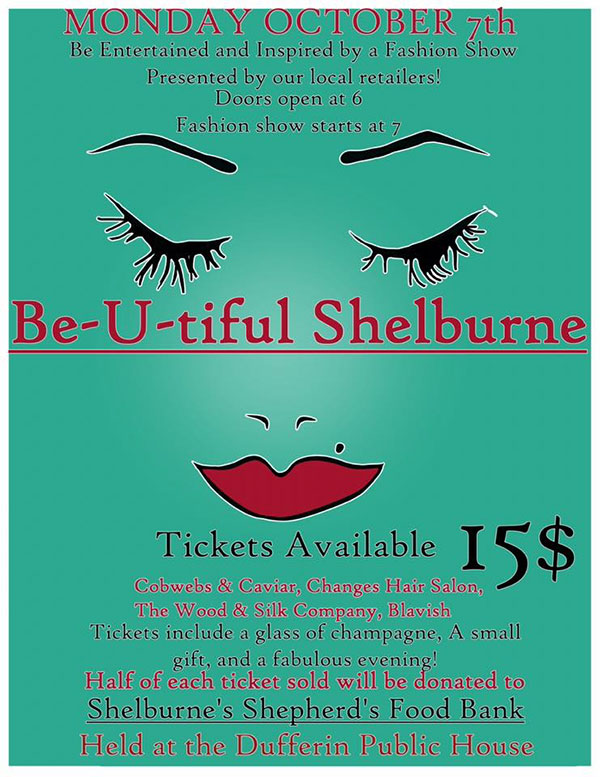 MONDAY OCTOBER 7th
Be Entertained and Inspired by a Fashion Show
Presented by our local retailers!
Doors open at 6
Fashion show starts at 7
Be-U-tiful Shelburne
Tickets Available 15$
Cobwebs & Caviar, Changes Hair Salon,
The Wood & Silk Company, Blavish
Tickets include a glass of champagne, A small
gift, and a fabulous evening!
Half of each ticket sold will be donated to
Shelburne's Shepherd's Food Bank
Held at the Dufferin Public House